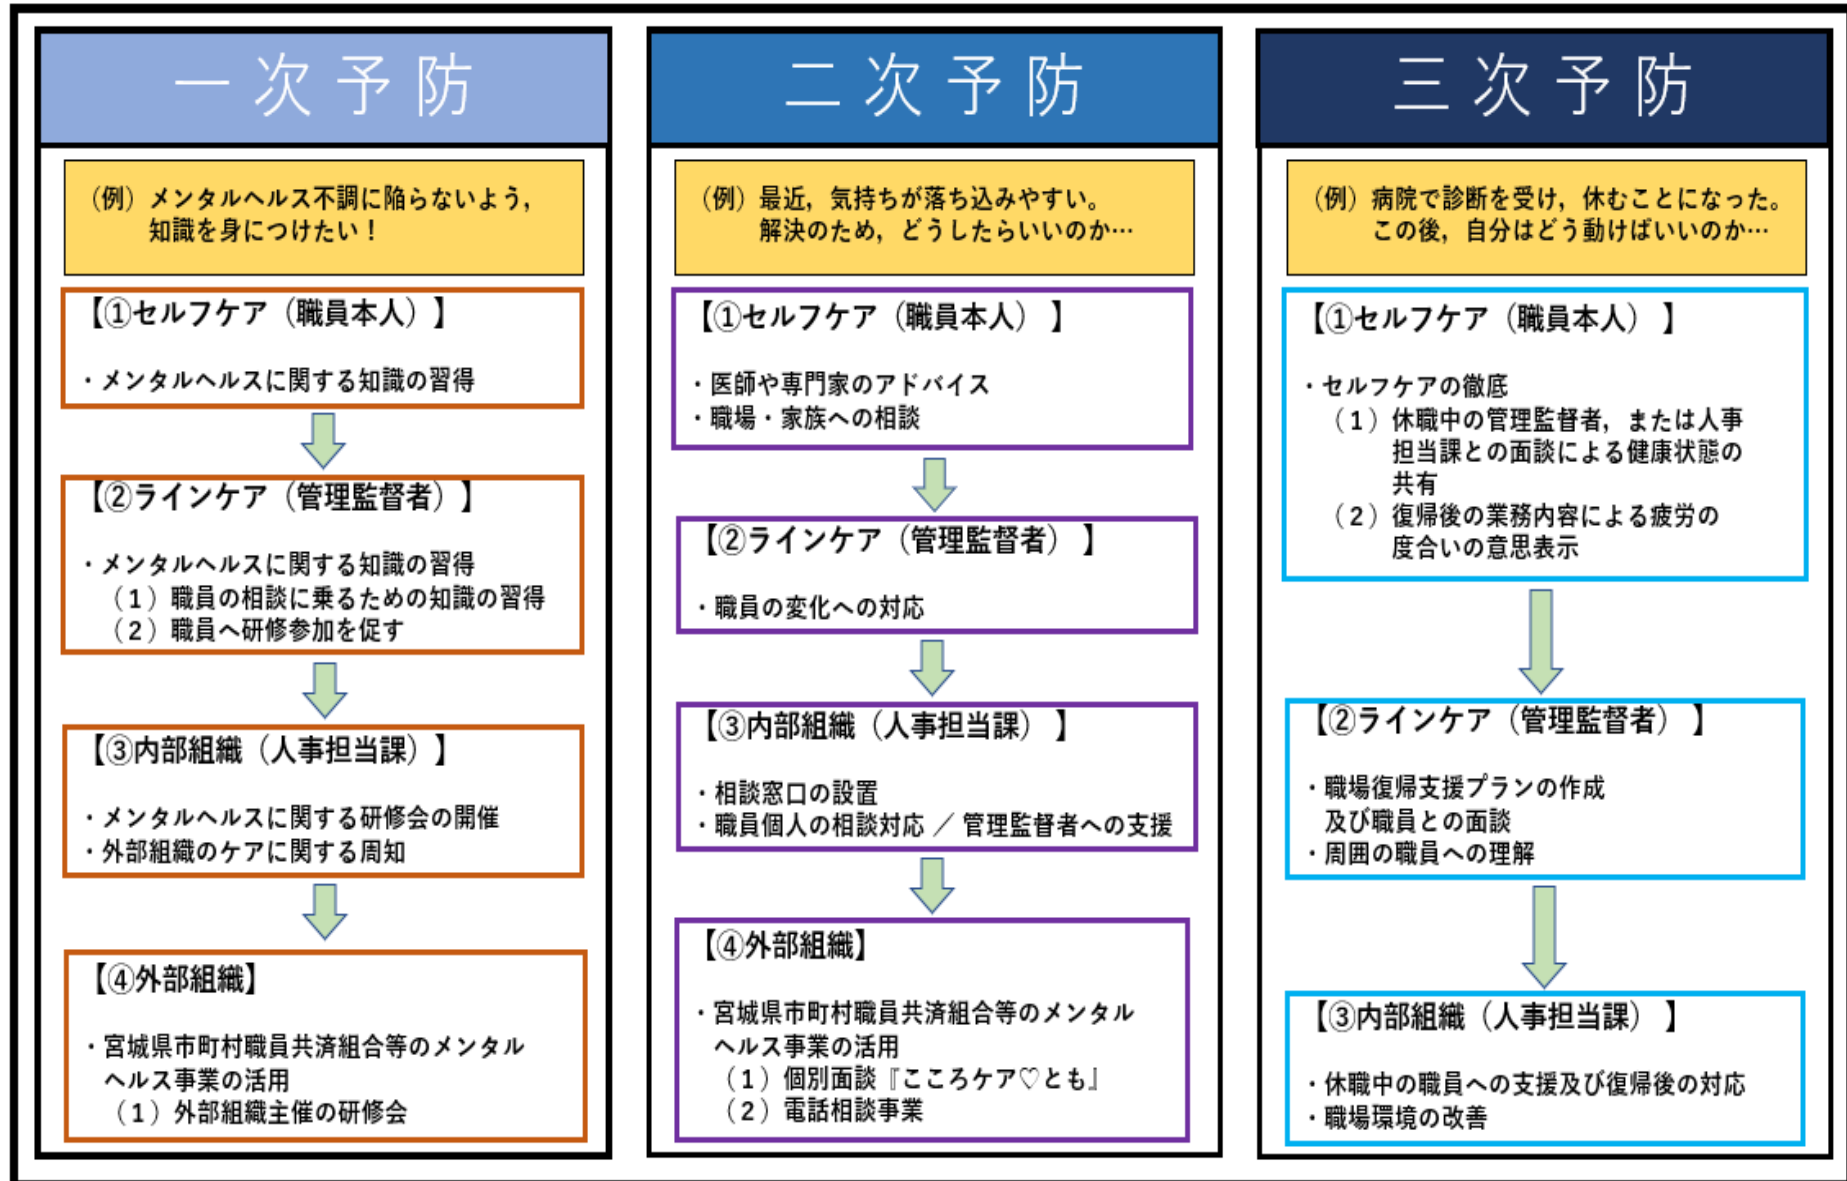 一次予防
（例）メンタルヘルス不調に陥らないよう，
知識を身につけたい！
【①セルフケア（職員本人）】
・メンタルヘルスに関する知識の習得
【②ラインケア（管理監督者）】
・メンタルヘルスに関する知識の習得
（１）職員の相談に乗るための知識の習得
（２）職員へ研修参加を促す
【③内部組織（人事担当課）】
・メンタルヘルスに関する研修会の開催
・外部組織のケアに関する周知
【④外部組織】
・宮城県市町村職員共済組合等のメンタル
ヘルス事業の活用
（１）外部組織主催の研修会
二次予防
（例）最近，気持ちが落ち込みやすい。
解決のため，どうしたらいいのか…
【①セルフケア（職員本人） 】
・医師や専門家のアドバイス
・職場・家族への相談
【②ラインケア（管理監督者） 】
・職員の変化への対応
【③内部組織（人事担当課） 】
・相談窓口の設置
・職員個人の相談対応 ／ 管理監督者への支援
【④外部組織】
・宮城県市町村職員共済組合等のメンタル
ヘルス事業の活用
（１）個別面談『こころケア♡とも』
（２）電話相談事業
三次予防
（例）病院で診断を受け，休むことになった。
この後，自分はどう動けばいいのか…
【①セルフケア（職員本人） 】
・セルフケアの徹底
（１）休職中の管理監督者，または人事
担当課との面談による健康状態の
共有
（２）復帰後の業務内容による疲労の
度合いの意思表示
【②ラインケア（管理監督者） 】
・職場復帰支援プランの作成
及び職員との面談
・周囲の職員への理解
【③内部組織（人事担当課） 】
・休職中の職員への支援及び復帰後の対応
・職場環境の改善